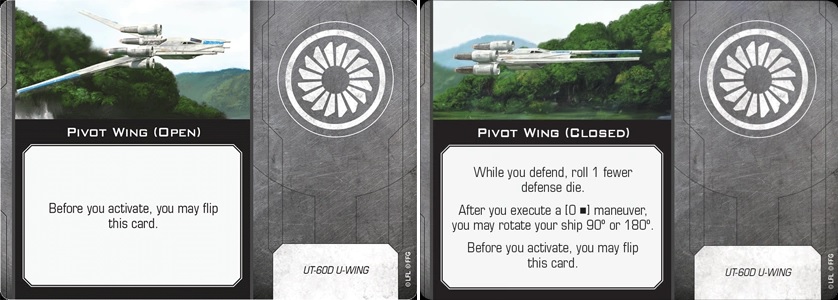 PIVOT WING (OPEN)
Before you activate, you may flip
this card.
UT-60D U-WING
©LFL ©FFG
PIVOT WING (CLOSED)
While you defend, roll 1 fewer
defense die.
After you execute a [0 ■] maneuver,
you may rotate your ship 90º or 180º.
Before you activate, you may flip
this card.
UT-60D U-WING
©LFL ©FFG